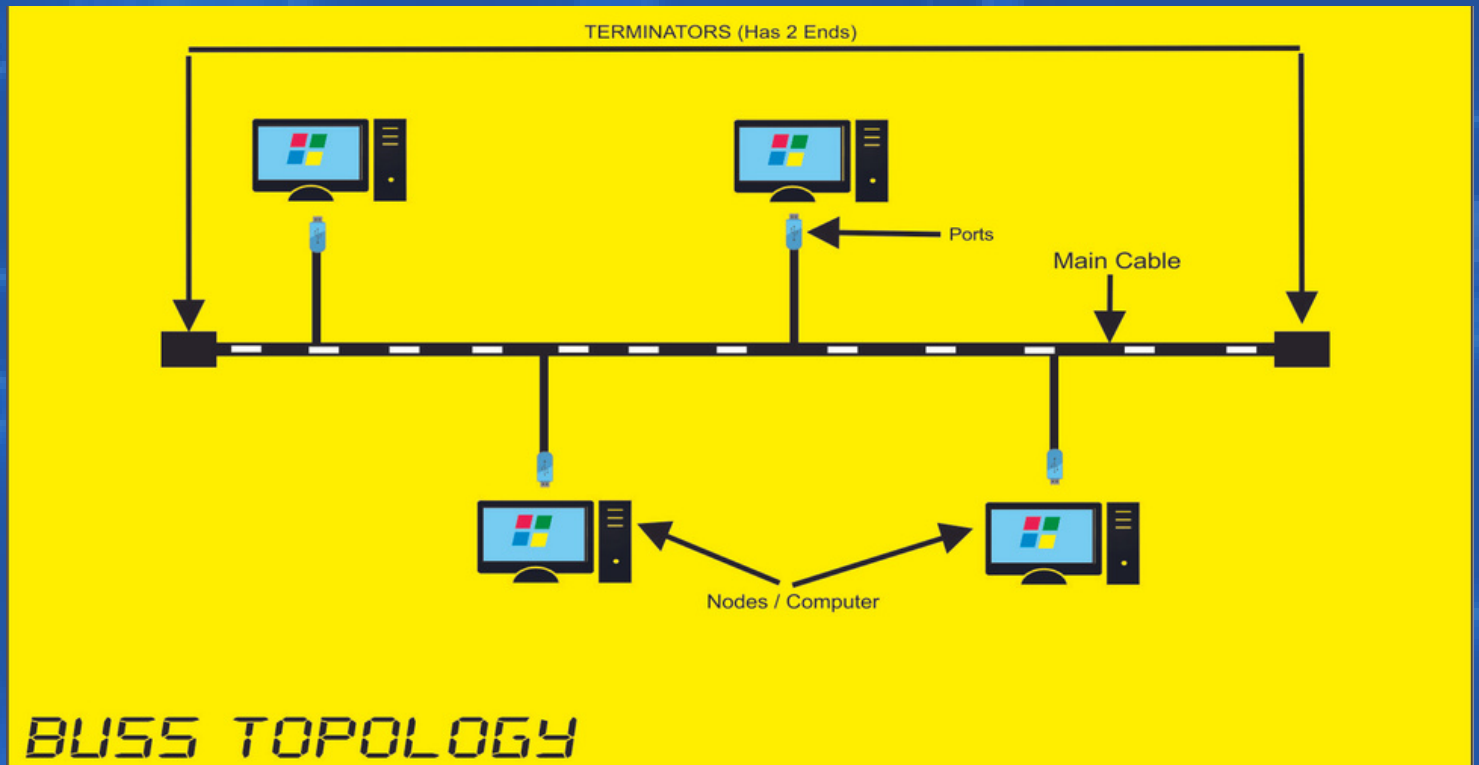 TERMINATORS (Has 2 Ends)
Ports
Main Cable
Nodes / Computer
BUSS TOPOLOGY